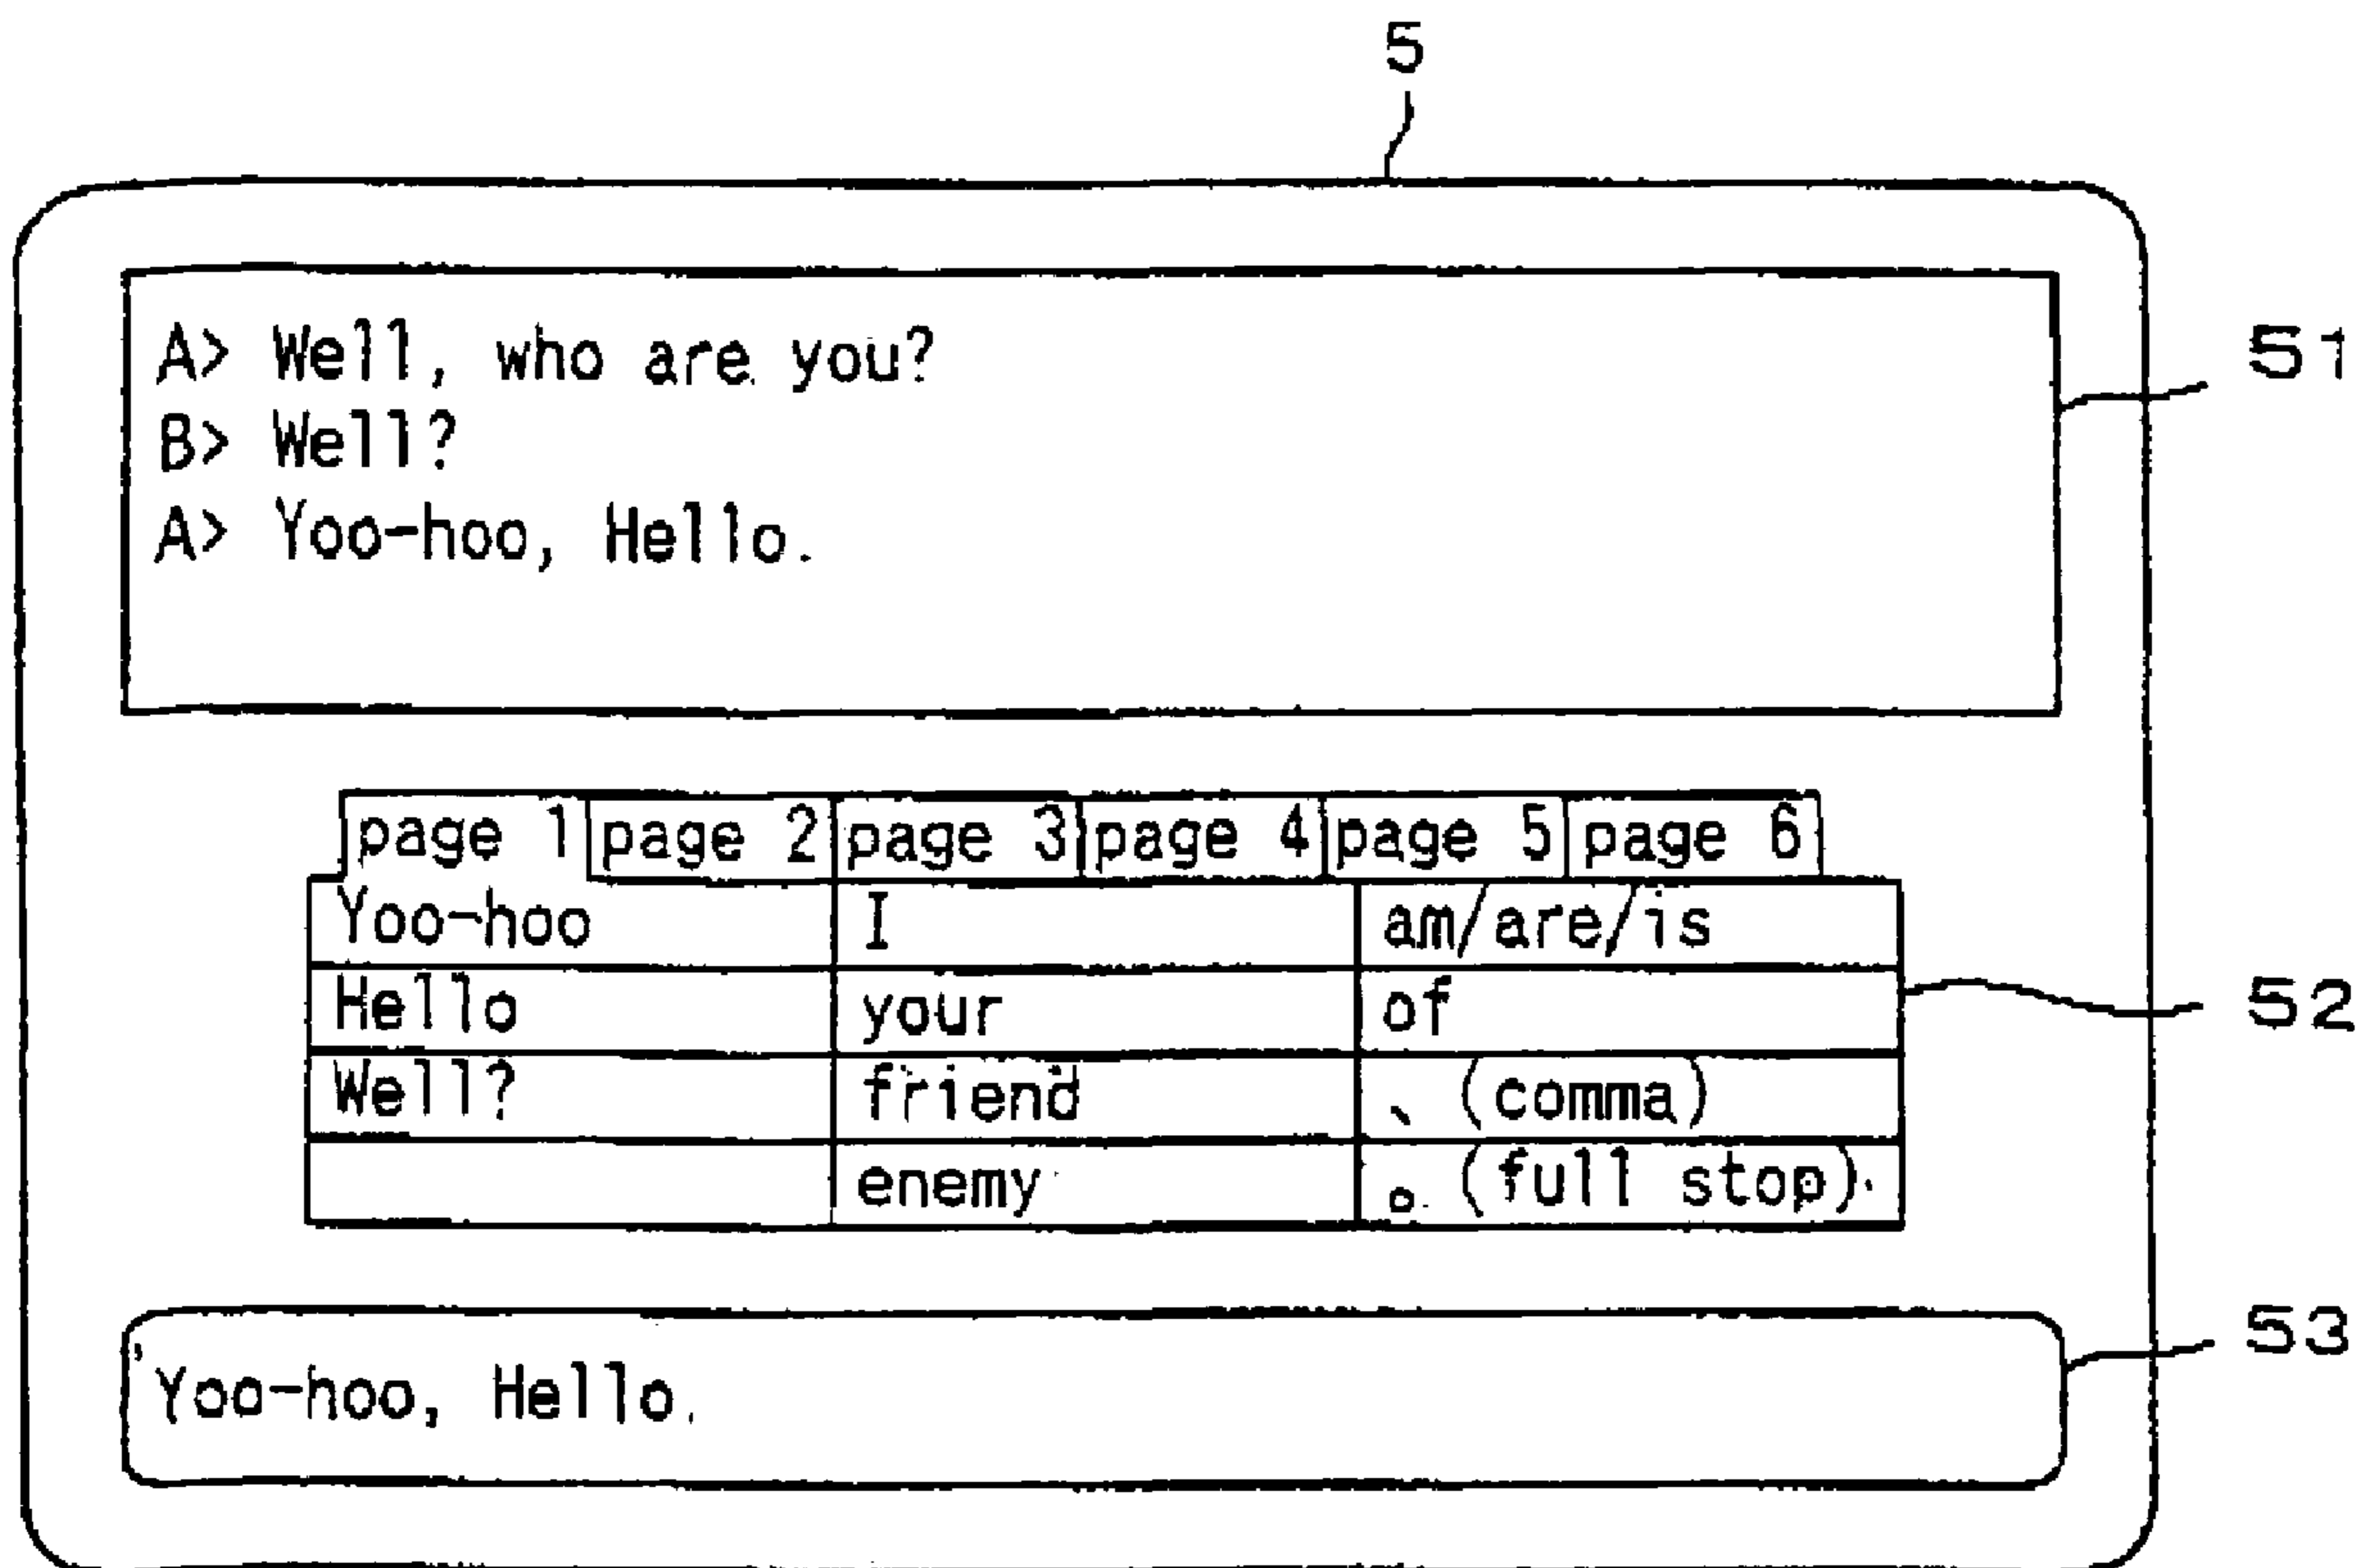 5
A> Well, who are you?
51
B> Well?
A> Yoo-hoo, Hello.
page 1 page 2 page 3 page 4 page 5 page 6
Yoo-hoo I am/are/is
Hello your of
52
Well? friend 、(comma)
enemy 。(full stop)
53
Yoo-hoo, Hello.